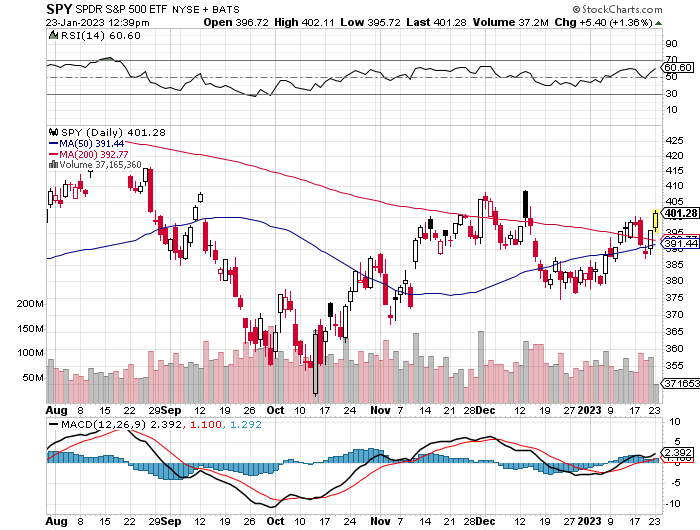 SPY SPDR S&P 500 ETF NYSE + BATS
© StockCharts.com
23-Jan-2023 12:39pm
Open 396.72 High 402.11 Low 395.72 Last 401.28 Volume 37.2M Chg +5.40 (+1.36%)
RSI(14) 60.60
90
70
60.60
50
30
10
SPY (Daily) 401.28
MA(50) 391.44
MA(200) 392.77
Volume 37,165,360
425
420
415
410
405
401.28
395
391.44
385
380
375
370
365
360
355
200M
150M
100M
50M
371653
Aug 8 15 22 29 Sep 12 19 26 Oct 10 17 24 Nov 7 14 21 28 Dec 12 19 27 2023 9 17 23
MACD(12,26,9) 2.392, 1.100, 1.292
10
5
2.392
-5
-10
Aug 8 15 22 29 Sep 12 19 26 Oct 10 17 24 Nov 7 14 21 28 Dec 12 19 27 2023 9 17 23